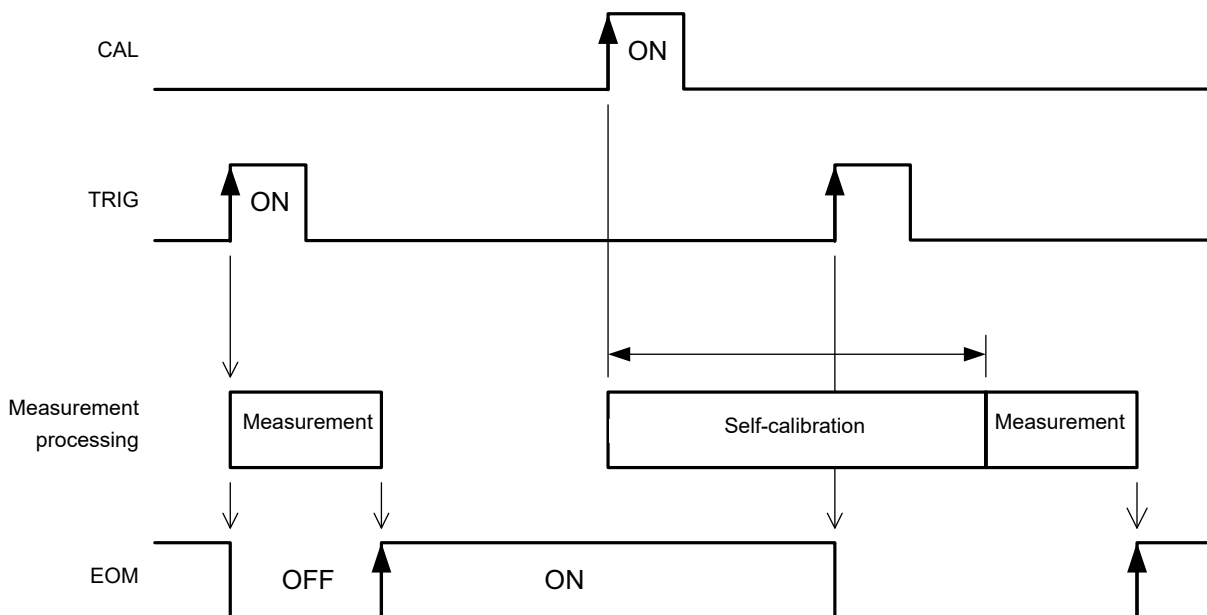 CAL
ON
TRIG
ON
Measurement
processing
Measurement
Self-calibration
Measurement
EOM
OFF
ON